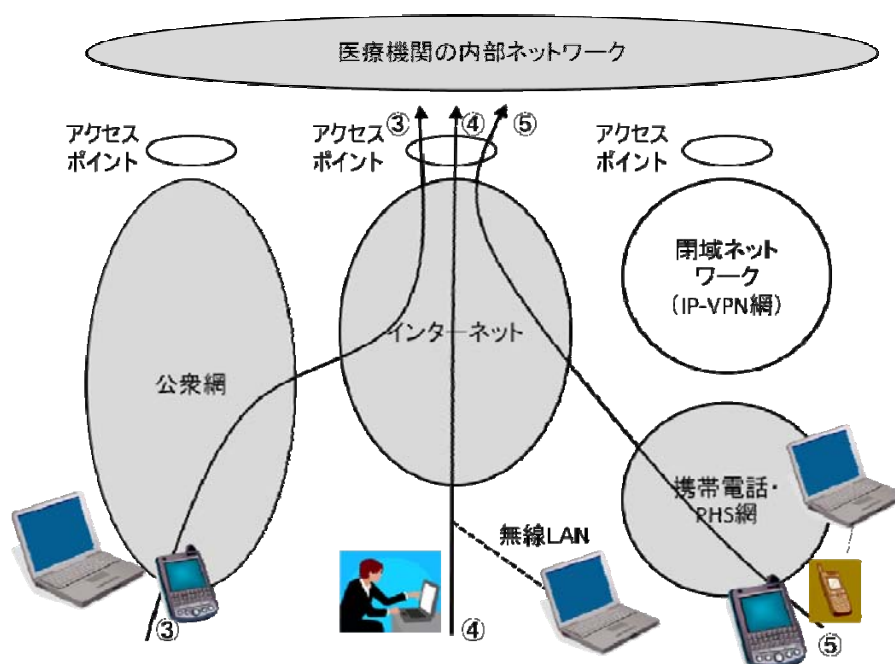 医療機関の内部ネットワーク
③
④
⑤
アクセス
ポイント
アクセス
ポイント
アクセス
ポイント
閉域ネット
ワーク
(IP-VPN網)
インターネット
公衆網
携帯電話・
PHS網
無線LAN
③
④
⑤